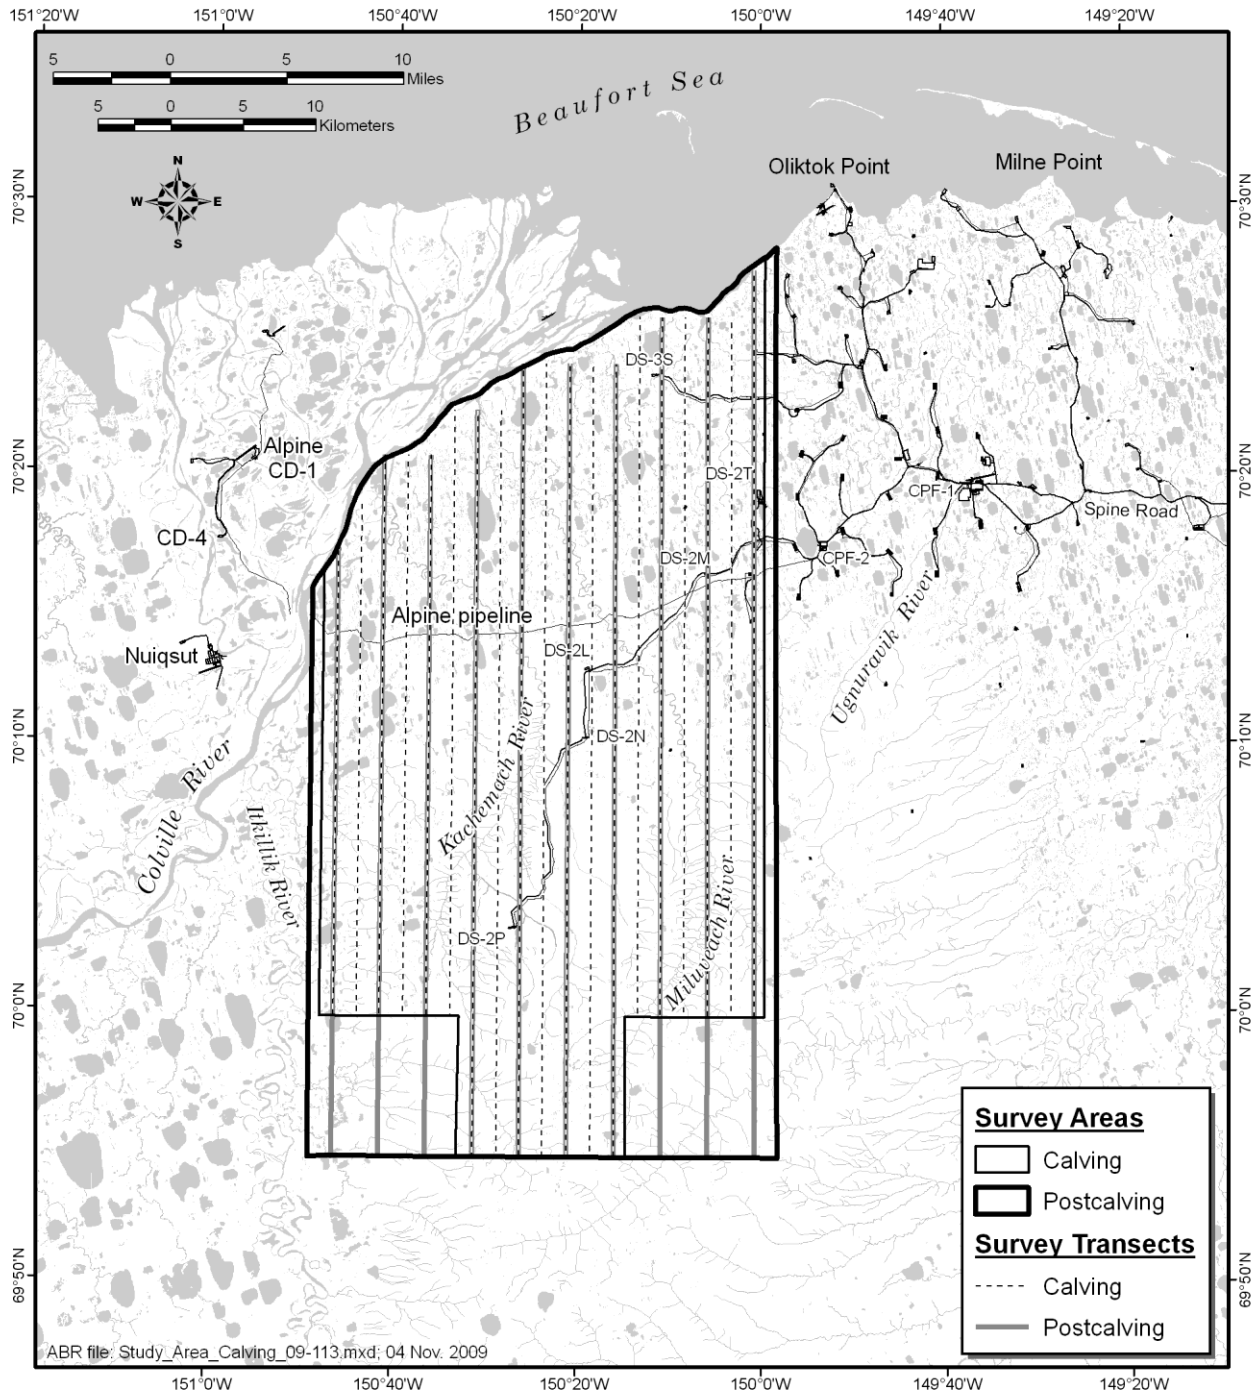 151°20'W 151°0'W 150°40'W 150°20'W 150°0'W 149°40'W 149°20'W
5 0 5 10
Miles
5 0 5 10
Kilometers
Beaufort Sea
N
W E
S
Oliktok Point
Milne Point
70°30'N
70°30'N
DS-3S
Alpine
CD-1
70°20'N
70°20'N
DS-2T
CPF-1
Spine Road
CD-4
DS-2M
CPF-2
Alpine pipeline
Nuiqsut
DS-2L
Ugnuravik River
DS-2N
70°10'N
70°10'N
Colville River
Itkillik River
Kachemach River
Miluveach River
DS-2P
70°0'N
70°0'N
Survey Areas
Calving
Postcalving
Survey Transects
Calving
Postcalving
69°50'N
69°50'N
ABR file: Study_Area_Calving_09-113.mxd; 04 Nov. 2009
151°0'W 150°40'W 150°20'W 150°0'W 149°40'W 149°20'W